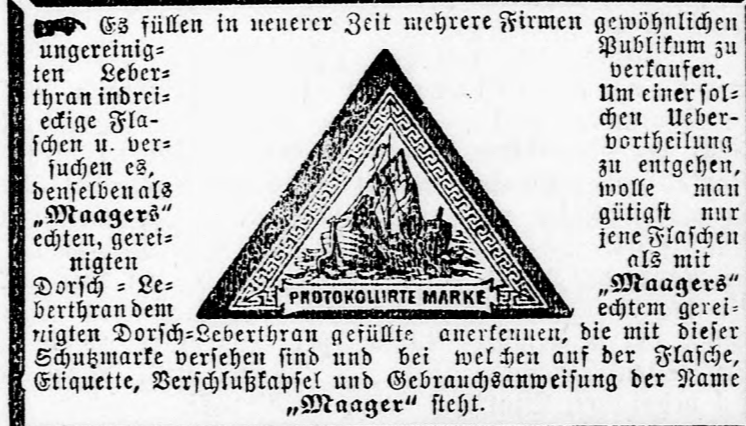 Es füllen in neuerer Zeit mehrere Firmen gewöhnlichen
ungereinig=
ten Leber=
thran in drei=
eckige Fla=
schen u. ver=
suchen es,
denselben als
„Maagers“
echten, gerei=
nigten
Dorsch = Le=
berthran dem
PROTOKOLLIRTE MARKE
Publikum zu
verkaufen.
Um einer sol=
chen Ueber=
vortheilung
zu entgehen,
wolle man
gütigst nur
jene Flaschen
als mit
„Maagers“
echtem gerei=
nigten Dorsch=Leberthran gefüllte anerkennen, die mit dieser
Schutzmarke versehen sind und bei welchen auf der Flasche,
Etiquette, Verschlußkapsel und Gebrauchsanweisung der Name
„Maager“ steht.